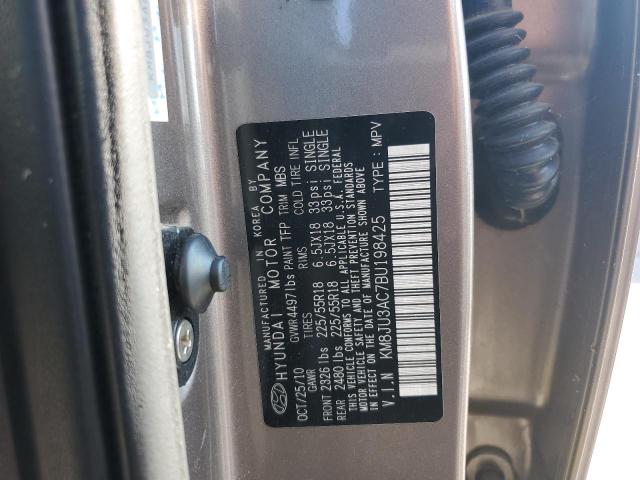 MANUFACTURED IN KOREA BY
HYUNDAI MOTOR COMPANY
OCT/25/10 GVWR 4497lbs PAINT TFP TRIM MBS
GAWR TIRES RIMS COLD TIRE INFL
FRONT 2326 lbs 225/55R18 6.5JX18 33psi SINGLE
REAR 2480 lbs 225/55R18 6.5JX18 33psi SINGLE
THIS VEHICLE CONFORMS TO ALL APPLICABLE U.S.A. FEDERAL
MOTOR VEHICLE SAFETY AND THEFT PREVENTION STANDARDS
IN EFFECT ON THE DATE OF MANUFACTURE SHOWN ABOVE
V.I.N KM8JU3AC7BU198425 TYPE : MPV